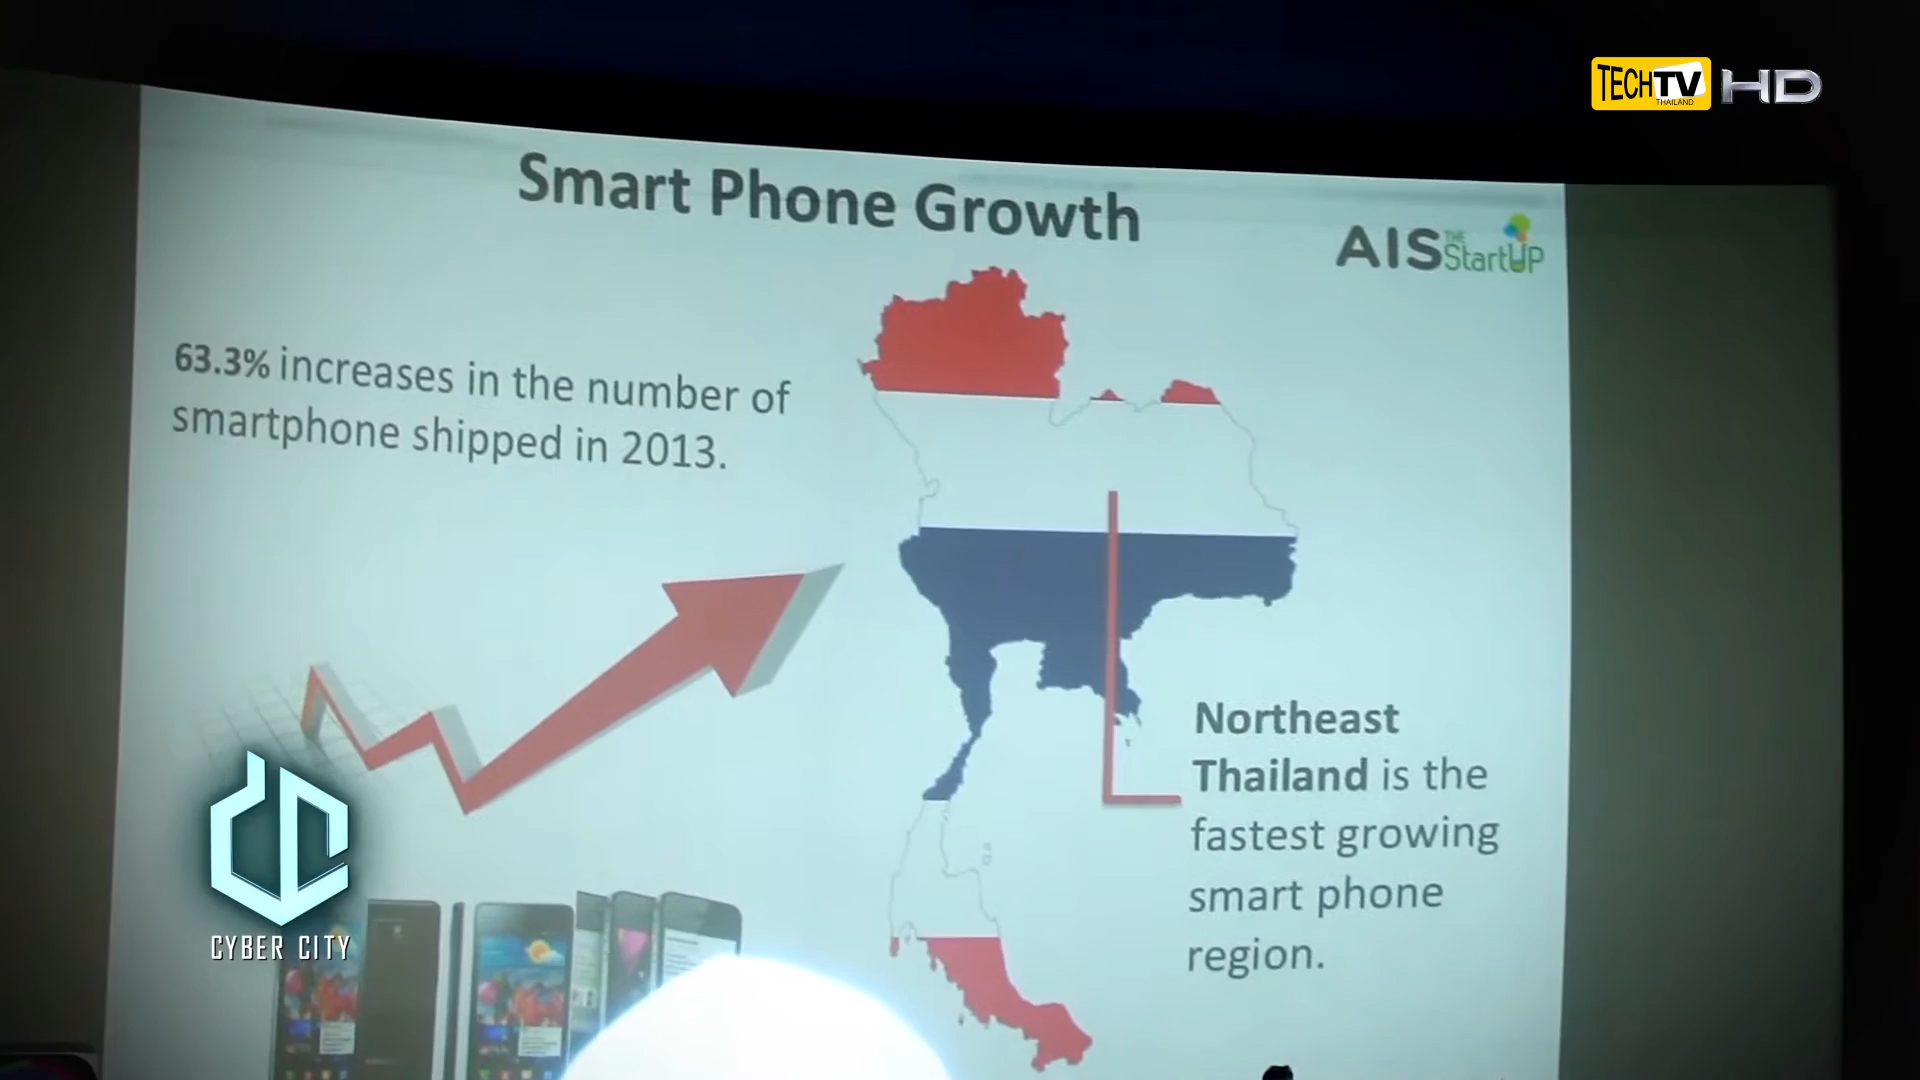 TECHTV HD
THAILAND
Smart Phone Growth
AIS THE StartUP
63.3% increases in the number of
smartphone shipped in 2013.
Northeast
Thailand is the
fastest growing
smart phone
region.
CYBER CITY